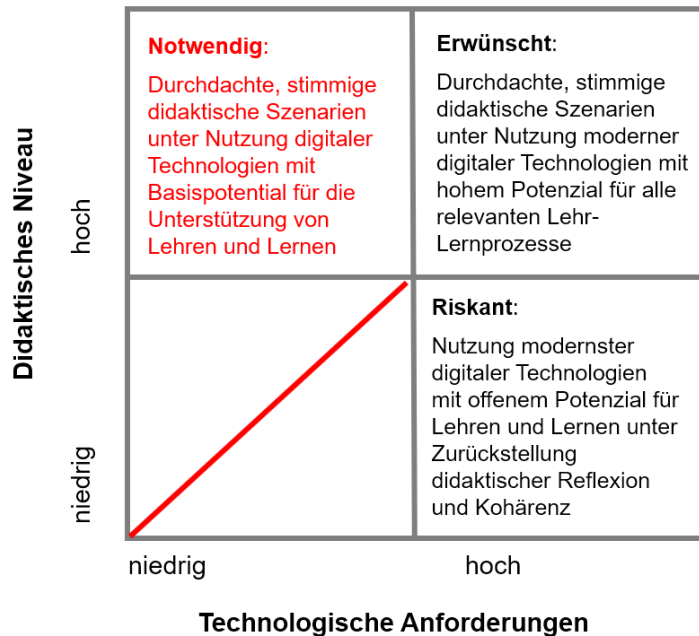 Notwendig:
Durchdachte, stimmige
didaktische Szenarien
unter Nutzung digitaler
Technologien mit
Basispotential für die
Unterstützung von
Lehren und Lernen
Erwünscht:
Durchdachte, stimmige
didaktische Szenarien
unter Nutzung moderner
digitaler Technologien mit
hohem Potenzial für alle
relevanten Lehr-
Lernprozesse
Riskant:
Nutzung modernster
digitaler Technologien
mit offenem Potenzial für
Lehren und Lernen unter
Zurückstellung
didaktischer Reflexion
und Kohärenz
Didaktisches Niveau
hoch
niedrig
niedrig
hoch
Technologische Anforderungen